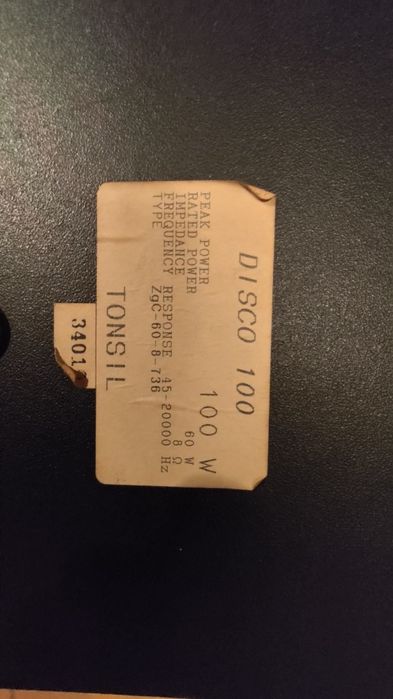 DISCO 100
PEAK POWER 100 W
RATED POWER 60 W
IMPEDANCE 8 Ω
FREQUENCY RESPONSE 45-20000 Hz
TYPE ZgC-60-8-736
TONSIL
3401